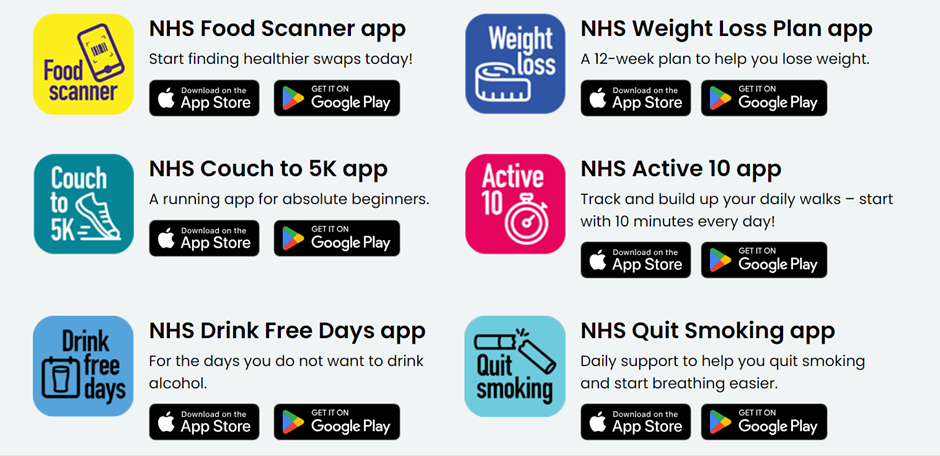 Food
scanner
NHS Food Scanner app
Start finding healthier swaps today!
Download on the
App Store
GET IT ON
Google Play
Weight
loss
NHS Weight Loss Plan app
A 12-week plan to help you lose weight.
Download on the
App Store
GET IT ON
Google Play
Couch
to
5K
NHS Couch to 5K app
A running app for absolute beginners.
Download on the
App Store
GET IT ON
Google Play
Active
10
NHS Active 10 app
Track and build up your daily walks – start
with 10 minutes every day!
Download on the
App Store
GET IT ON
Google Play
Drink
free
days
NHS Drink Free Days app
For the days you do not want to drink
alcohol.
Download on the
App Store
GET IT ON
Google Play
Quit
smoking
NHS Quit Smoking app
Daily support to help you quit smoking
and start breathing easier.
Download on the
App Store
GET IT ON
Google Play